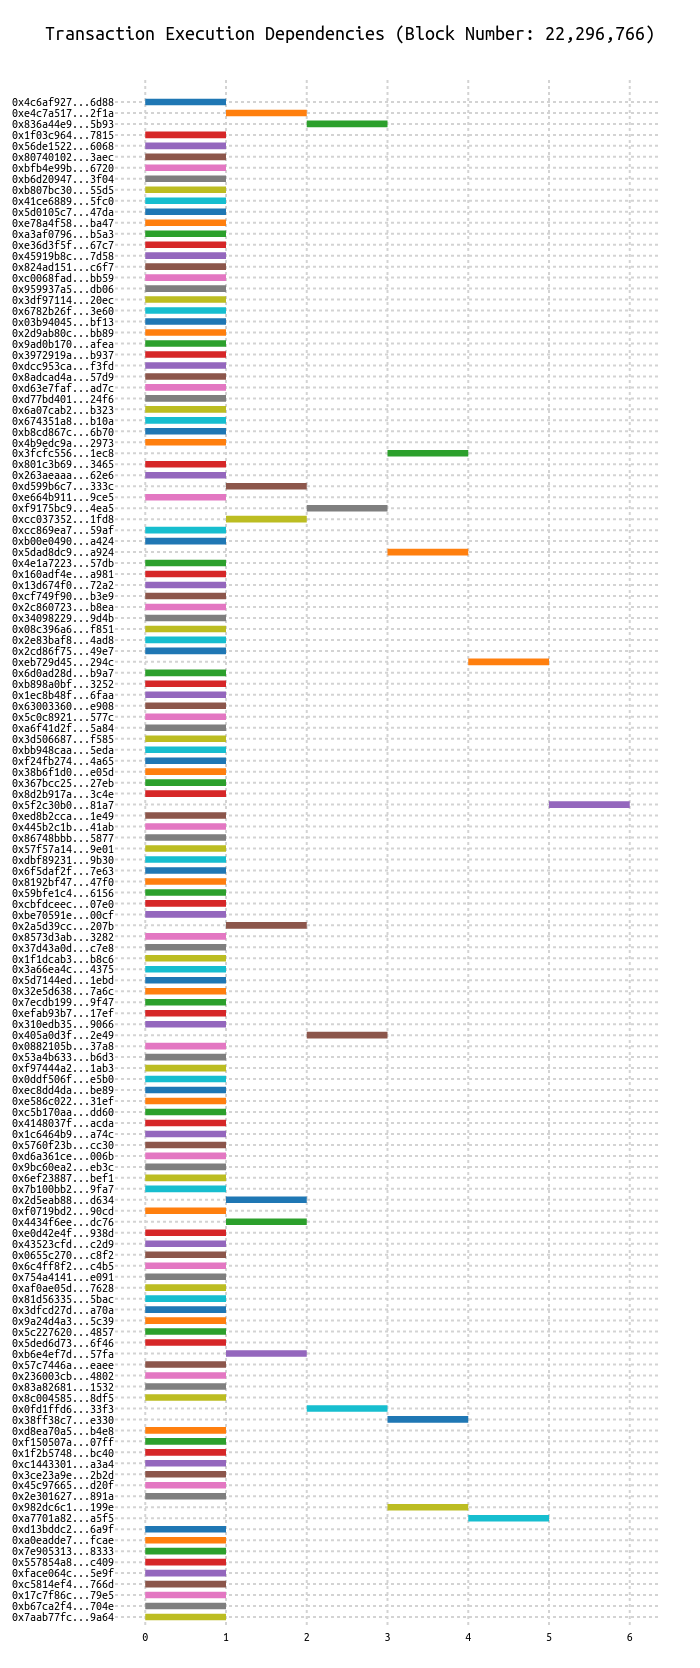 Transaction Execution Dependencies (Block Number: 22,296,766)
0x4c6af927...6d88
0xe4c7a517...2f1a
0x836a44e9...5b93
0x1f03c964...7815
0x56de1522...6068
0x80740102...3aec
0xbfb4e99b...6720
0xb6d20947...3f04
0xb807bc30...55d5
0x41ce6889...5fc0
0x5d0105c7...47da
0xe78a4f58...ba47
0xa3af0796...b5a3
0xe36d3f5f...67c7
0x45919b8c...7d58
0x824ad151...c6f7
0xc0068fad...bb59
0x959937a5...db06
0x3df97114...20ec
0x6782b26f...3e60
0x03b94045...bf13
0x2d9ab80c...bb89
0x9ad0b170...afea
0x3972919a...b937
0xdcc953ca...f3fd
0x8adcad4a...57d9
0xd63e7faf...ad7c
0xd77bd401...24f6
0x6a07cab2...b323
0x674351a8...b10a
0xb8cd867c...6b70
0x4b9edc9a...2973
0x3fcfc556...1ec8
0x801c3b69...3465
0x263aeaaa...62e6
0xd599b6c7...333c
0xe664b911...9ce5
0xf9175bc9...4ea5
0xcc037352...1fd8
0xcc869ea7...59af
0xb00e0490...a424
0x5dad8dc9...a924
0x4e1a7223...57db
0x160adf4e...a981
0x13d674f0...72a2
0xcf749f90...b3e9
0x2c860723...b8ea
0x34098229...9d4b
0x08c396a6...f851
0x2e83baf8...4ad8
0x2cd86f75...49e7
0xeb729d45...294c
0x6d0ad28d...b9a7
0xb898a0bf...3252
0x1ec8b48f...6faa
0x63003360...e908
0x5c0c8921...577c
0xa6f41d2f...5a84
0x3d506687...f585
0xbb948caa...5eda
0xf24fb274...4a65
0x38b6f1d0...e05d
0x367bcc25...27eb
0x8d2b917a...3c4e
0x5f2c30b0...81a7
0xed8b2cca...1e49
0x445b2c1b...41ab
0x86748bbb...5877
0x57f57a14...9e01
0xdbf89231...9b30
0x6f5daf2f...7e63
0x8192bf47...47f0
0x59bfe1c4...6156
0xcbfdceec...07e0
0xbe70591e...00cf
0x2a5d39cc...207b
0x8573d3ab...3282
0x37d43a0d...c7e8
0x1f1dcab3...b8c6
0x3a66ea4c...4375
0x5d7144ed...1ebd
0x32e5d638...7a6c
0x7ecdb199...9f47
0xefab93b7...17ef
0x310edb35...9066
0x405a0d3f...2e49
0x0882105b...37a8
0x53a4b633...b6d3
0xf97444a2...1ab3
0x0ddf506f...e5b0
0xec8dd4da...be89
0xe586c022...31ef
0xc5b170aa...dd60
0x4148037f...acda
0x1c6464b9...a74c
0x5760f23b...cc30
0xd6a361ce...006b
0x9bc60ea2...eb3c
0x6ef23887...bef1
0x7b100bb2...9fa7
0x2d5eab88...d634
0xf0719bd2...90cd
0x4434f6ee...dc76
0xe0d42e4f...938d
0x43523cfd...c2d9
0x0655c270...c8f2
0x6c4ff8f2...c4b5
0x754a4141...e091
0xaf0ae05d...7628
0x81d56335...5bac
0x3dfcd27d...a70a
0x9a24d4a3...5c39
0x5c227620...4857
0x5ded6d73...6f46
0xb6e4ef7d...57fa
0x57c7446a...eaee
0x236003cb...4802
0x83a82681...1532
0x8c004585...8df5
0x0fd1ffd6...33f3
0x38ff38c7...e330
0xd8ea70a5...b4e8
0xf150507a...07ff
0x1f2b5748...bc40
0xc1443301...a3a4
0x3ce23a9e...2b2d
0x45c97665...d20f
0x2e301627...891a
0x982dc6c1...199e
0xa7701a82...a5f5
0xd13bddc2...6a9f
0xa0eadde7...fcae
0x7e905313...8333
0x557854a8...c409
0xface064c...5e9f
0xc5814ef4...766d
0x17c7f86c...79e5
0xb67ca2f4...704e
0x7aab77fc...9a64
0 1 2 3 4 5 6